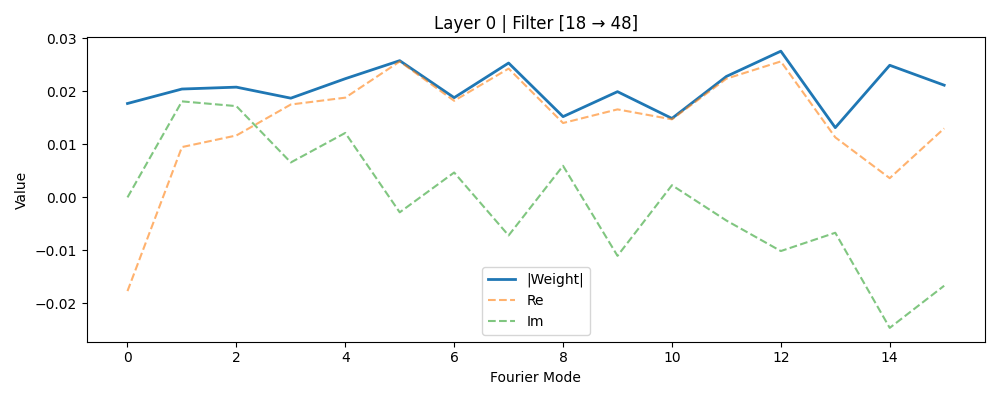 Layer 0 | Filter [18 → 48]
0.03
0.02
0.01
0.00
−0.01
−0.02
Value
|Weight|
Re
Im
0 2 4 6 8 10 12 14
Fourier Mode